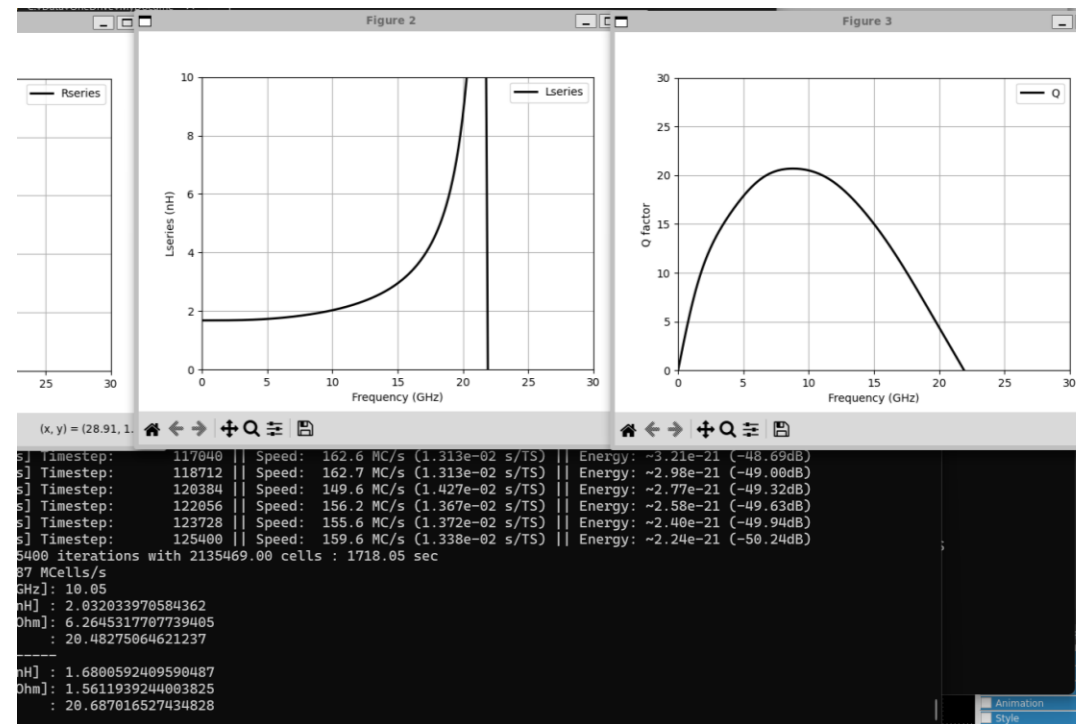 Figure 2
Figure 3
Rseries
25
30
(x, y) = (28.91, 1.
Lseries
Lseries (nH)
10
8
6
4
2
0
0 5 10 15 20 25 30
Frequency (GHz)
Q
Q factor
30
25
20
15
10
5
0
0 5 10 15 20 25 30
Frequency (GHz)
s] Timestep: 117040 || Speed: 162.6 MC/s (1.313e-02 s/TS) || Energy: ~3.21e-21 (-48.69dB)
s] Timestep: 118712 || Speed: 162.7 MC/s (1.313e-02 s/TS) || Energy: ~2.98e-21 (-49.00dB)
s] Timestep: 120384 || Speed: 149.6 MC/s (1.427e-02 s/TS) || Energy: ~2.77e-21 (-49.32dB)
s] Timestep: 122056 || Speed: 156.2 MC/s (1.367e-02 s/TS) || Energy: ~2.58e-21 (-49.63dB)
s] Timestep: 123728 || Speed: 155.6 MC/s (1.372e-02 s/TS) || Energy: ~2.40e-21 (-49.94dB)
s] Timestep: 125400 || Speed: 159.6 MC/s (1.338e-02 s/TS) || Energy: ~2.24e-21 (-50.24dB)
5400 iterations with 2135469.00 cells : 1718.05 sec
87 MCells/s
GHz]: 10.05
nH] : 2.032033970584362
Ohm]: 6.2645317707739405
: 20.48275064621237
-----
nH] : 1.6800592409590487
Ohm]: 1.5611939244003825
: 20.687016527434828
Animation
Style